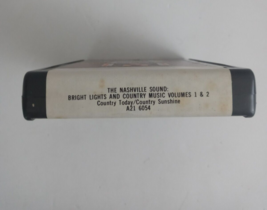 THE NASHVILLE SOUND:
BRIGHT LIGHTS AND COUNTRY MUSIC VOLUMES 1 & 2
Country Today/Country Sunshine
A21 6054